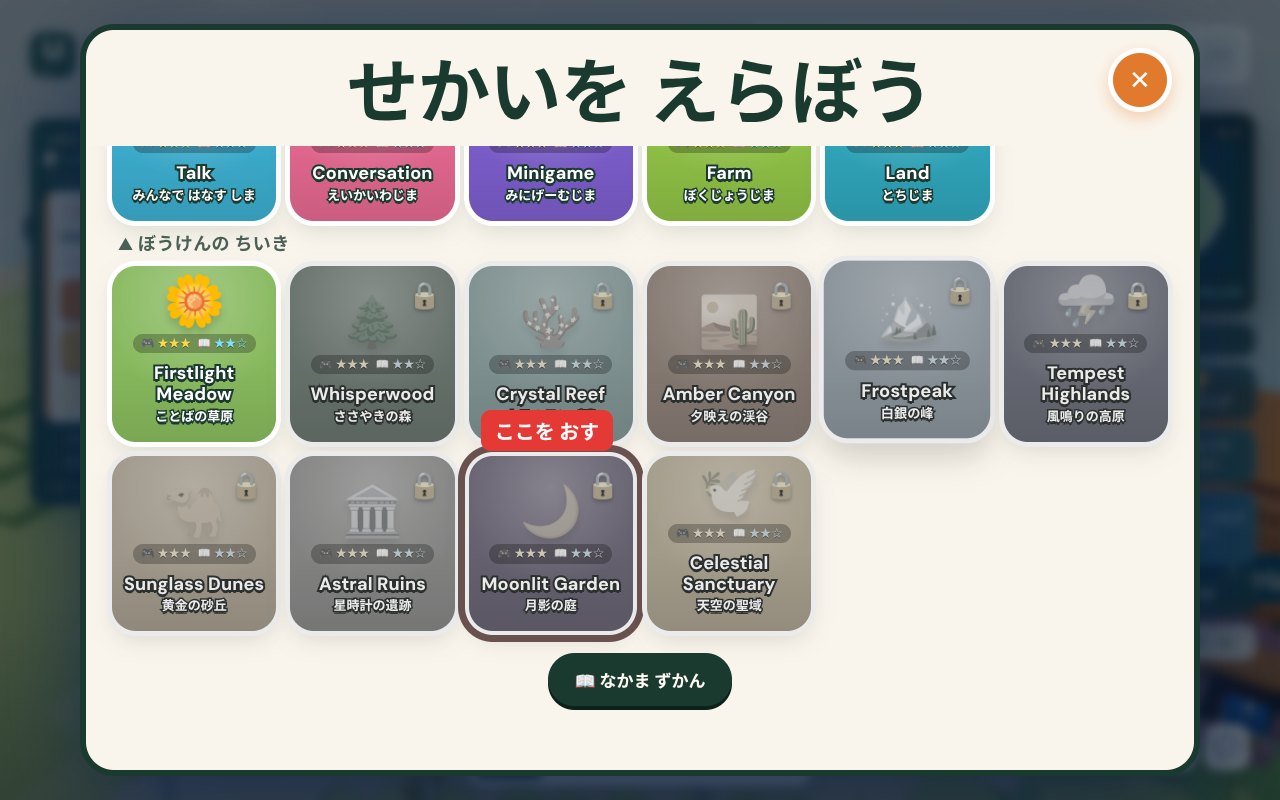 せかいを えらぼう
Talk
みんなで はなす しま
Conversation
えいかいわじま
Minigame
みにげーむじま
Farm
ぼくじょうじま
Land
とちじま
▲ ぼうけんの ちいき
★★★ ★★☆
Firstlight
Meadow
ことばの草原
★★★ ★★☆
Whisperwood
ささやきの森
★★★ ★★☆
Crystal Reef
★★★ ★★☆
Amber Canyon
夕映えの渓谷
★★★ ★★☆
Frostpeak
白銀の峰
★★★ ★★☆
Tempest
Highlands
風鳴りの高原
ここを おす
★★★ ★★☆
Sunglass Dunes
黄金の砂丘
★★★ ★★☆
Astral Ruins
星時計の遺跡
★★★ ★★☆
Moonlit Garden
月影の庭
★★★ ★★☆
Celestial
Sanctuary
天空の聖域
なかま ずかん